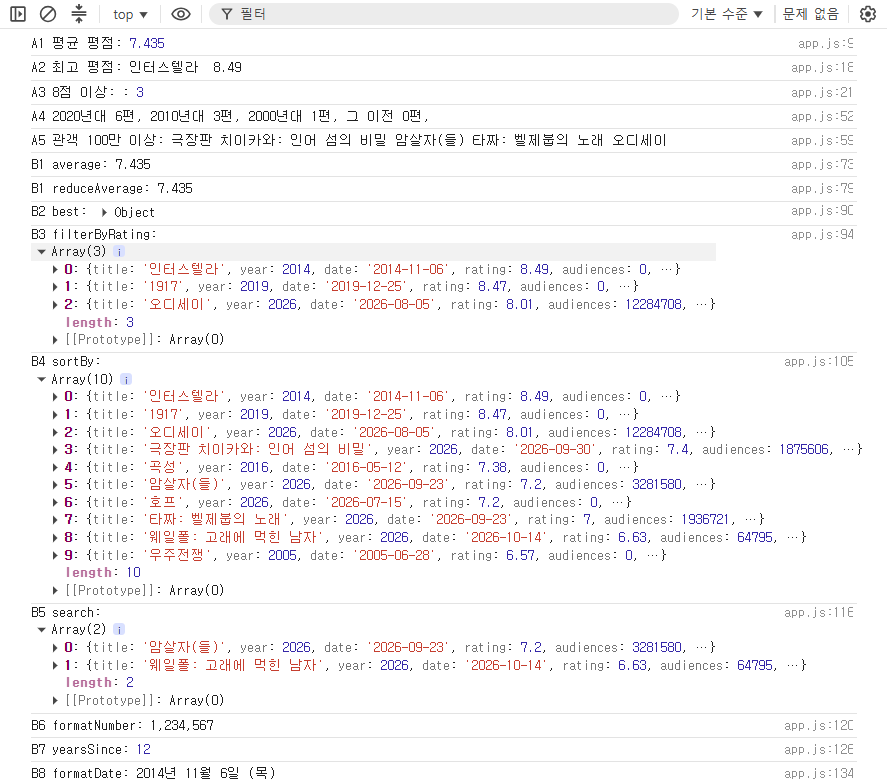 top ▼ 필터 기본 수준 ▼ 문제 없음
A1 평균 평점: 7.435 app.js:9
A2 최고 평점: 인터스텔라 8.49 app.js:18
A3 8점 이상: : 3 app.js:21
A4 2020년대 6편, 2010년대 3편, 2000년대 1편, 그 이전 0편, app.js:52
A5 관객 100만 이상: 극장판 치이카와: 인어 섬의 비밀 암살자(들) 타짜: 벨제붑의 노래 오디세이 app.js:59
B1 average: 7.435 app.js:73
B1 reduceAverage: 7.435 app.js:79
B2 best: ▶ Object app.js:90
B3 filterByRating: app.js:94
▼ Array(3) i
▶ 0: {title: '인터스텔라', year: 2014, date: '2014-11-06', rating: 8.49, audiences: 0, …}
▶ 1: {title: '1917', year: 2019, date: '2019-12-25', rating: 8.47, audiences: 0, …}
▶ 2: {title: '오디세이', year: 2026, date: '2026-08-05', rating: 8.01, audiences: 12284708, …}
length: 3
▶ [[Prototype]]: Array(0)
B4 sortBy: app.js:105
▼ Array(10) i
▶ 0: {title: '인터스텔라', year: 2014, date: '2014-11-06', rating: 8.49, audiences: 0, …}
▶ 1: {title: '1917', year: 2019, date: '2019-12-25', rating: 8.47, audiences: 0, …}
▶ 2: {title: '오디세이', year: 2026, date: '2026-08-05', rating: 8.01, audiences: 12284708, …}
▶ 3: {title: '극장판 치이카와: 인어 섬의 비밀', year: 2026, date: '2026-09-30', rating: 7.4, audiences: 1875606, …}
▶ 4: {title: '곡성', year: 2016, date: '2016-05-12', rating: 7.38, audiences: 0, …}
▶ 5: {title: '암살자(들)', year: 2026, date: '2026-09-23', rating: 7.2, audiences: 3281580, …}
▶ 6: {title: '호프', year: 2026, date: '2026-07-15', rating: 7.2, audiences: 0, …}
▶ 7: {title: '타짜: 벨제붑의 노래', year: 2026, date: '2026-09-23', rating: 7, audiences: 1936721, …}
▶ 8: {title: '웨일폴: 고래에 먹힌 남자', year: 2026, date: '2026-10-14', rating: 6.63, audiences: 64795, …}
▶ 9: {title: '우주전쟁', year: 2005, date: '2005-06-28', rating: 6.57, audiences: 0, …}
length: 10
▶ [[Prototype]]: Array(0)
B5 search: app.js:116
▼ Array(2) i
▶ 0: {title: '암살자(들)', year: 2026, date: '2026-09-23', rating: 7.2, audiences: 3281580, …}
▶ 1: {title: '웨일폴: 고래에 먹힌 남자', year: 2026, date: '2026-10-14', rating: 6.63, audiences: 64795, …}
length: 2
▶ [[Prototype]]: Array(0)
B6 formatNumber: 1,234,567 app.js:120
B7 yearsSince: 12 app.js:126
B8 formatDate: 2014년 11월 6일 (목) app.js:134